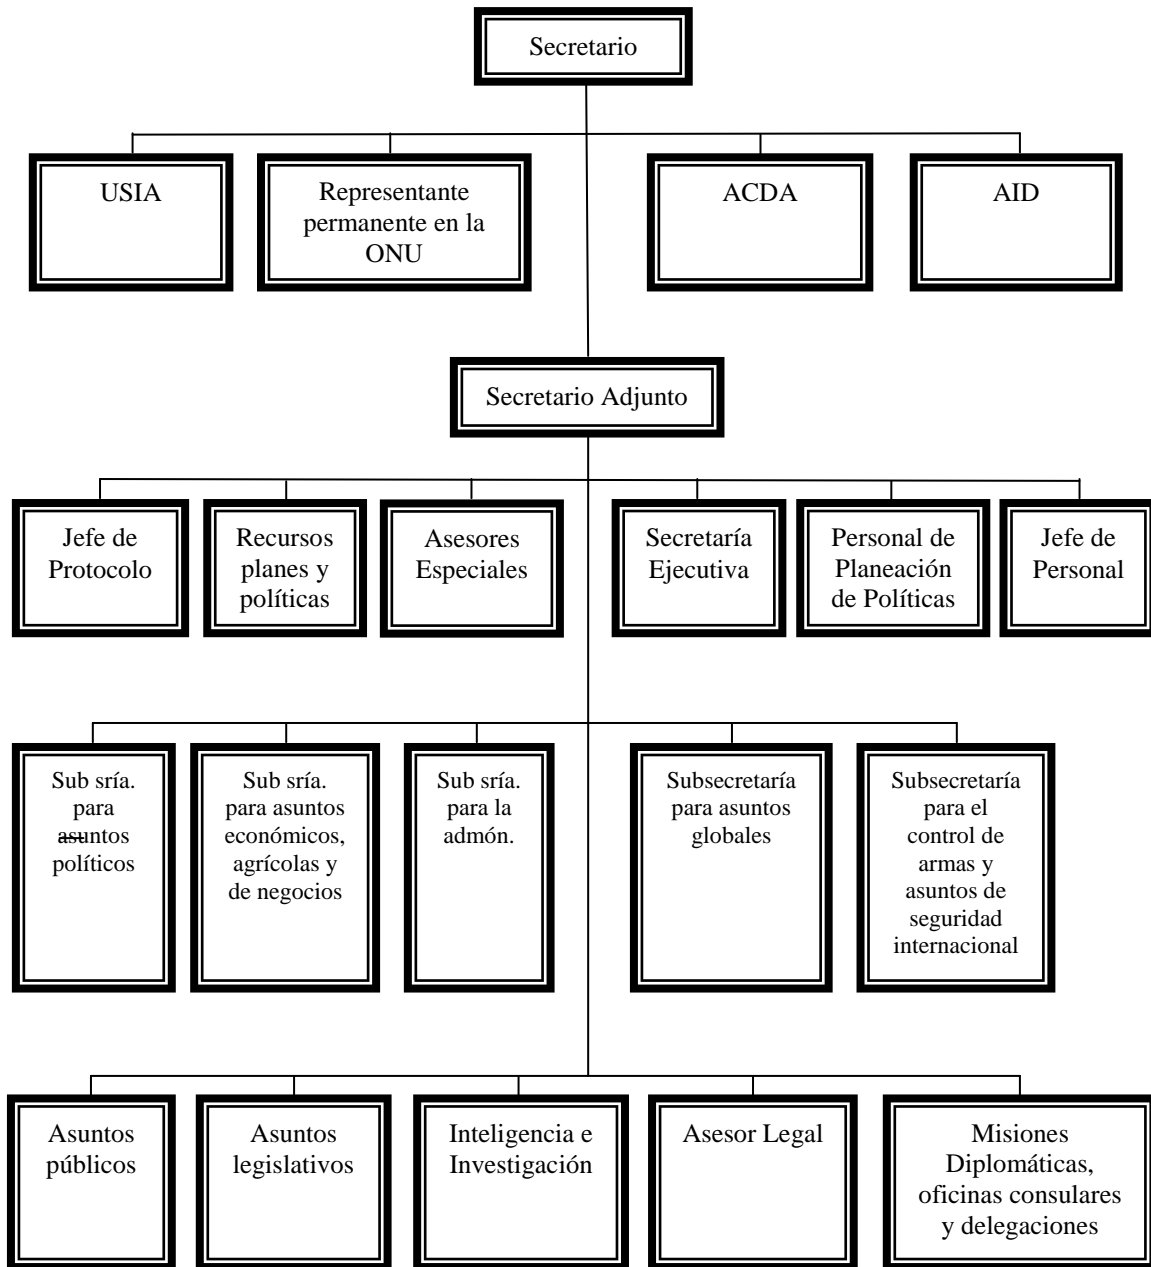 Secretario
USIA
Representante
permanente en la
ONU
ACDA
AID
Secretario Adjunto
Jefe de
Protocolo
Recursos
planes y
políticas
Asesores
Especiales
Secretaría
Ejecutiva
Personal de
Planeación
de Políticas
Jefe de
Personal
Sub sría.
para
asuntos
políticos
Sub sría.
para asuntos
económicos,
agrícolas y
de negocios
Sub sría.
para la
admón.
Subsecretaría
para asuntos
globales
Subsecretaría
para el
control de
armas y
asuntos de
seguridad
internacional
Asuntos
públicos
Asuntos
legislativos
Inteligencia e
Investigación
Asesor Legal
Misiones
Diplomáticas,
oficinas consulares
y delegaciones